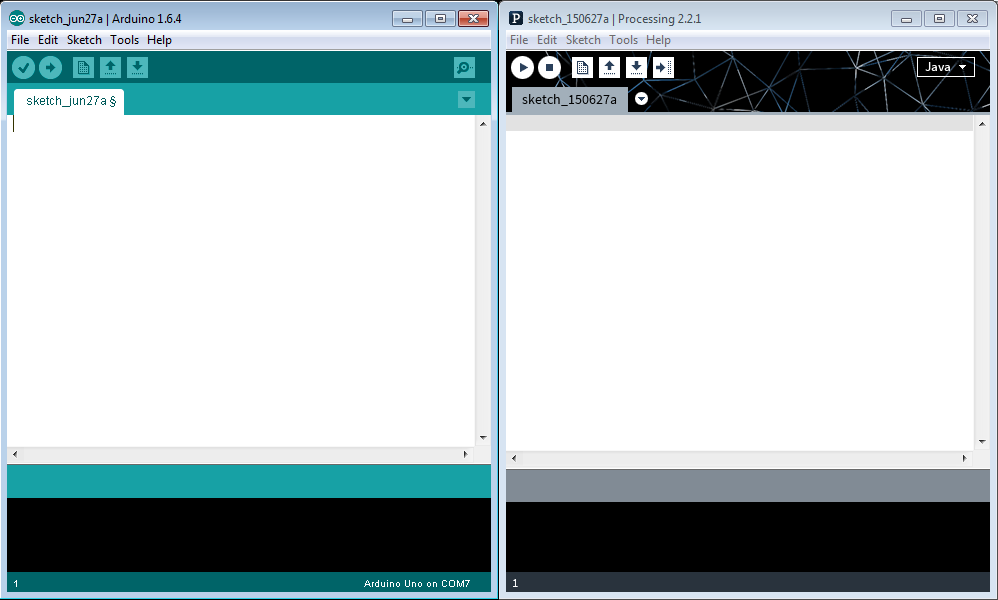 sketch_jun27a | Arduino 1.6.4
File Edit Sketch Tools Help
sketch_jun27a §
1
Arduino Uno on COM7
P sketch_150627a | Processing 2.2.1
File Edit Sketch Tools Help
Java
sketch_150627a
1